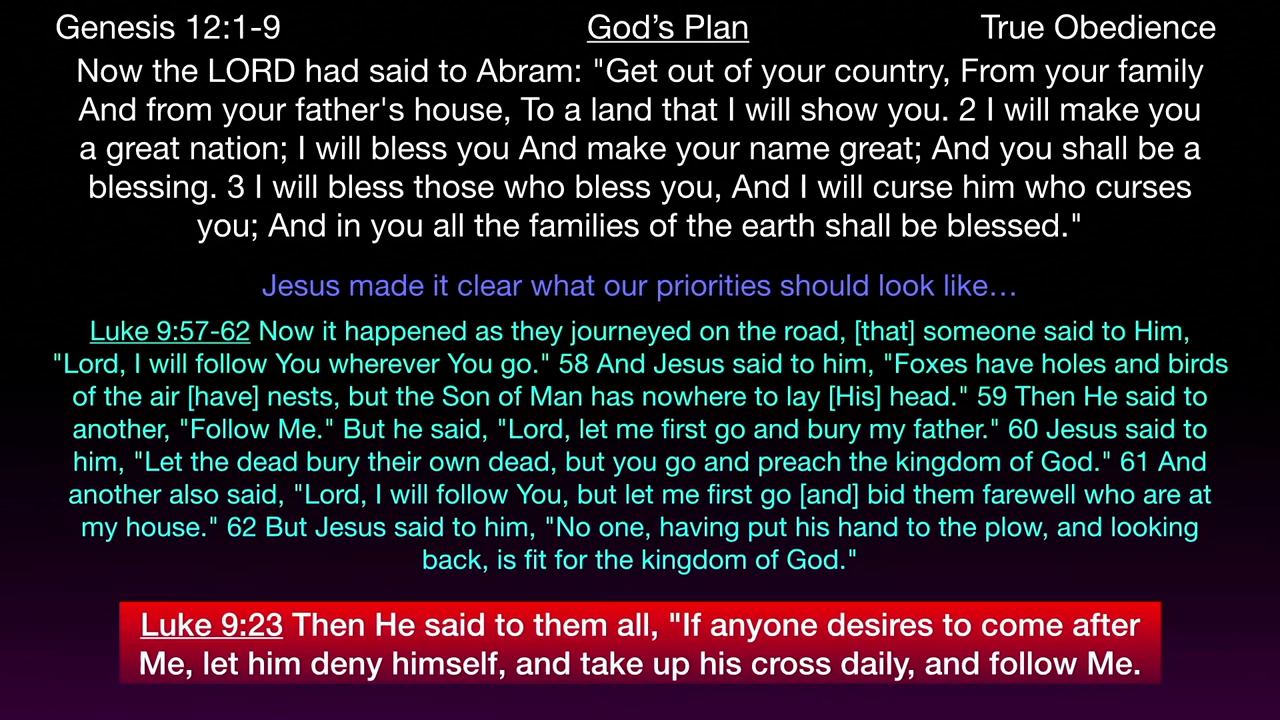 Genesis 12:1-9 God’s Plan True Obedience
Now the LORD had said to Abram: "Get out of your country, From your family
And from your father's house, To a land that I will show you. 2 I will make you
a great nation; I will bless you And make your name great; And you shall be a
blessing. 3 I will bless those who bless you, And I will curse him who curses
you; And in you all the families of the earth shall be blessed."
Jesus made it clear what our priorities should look like…
Luke 9:57-62 Now it happened as they journeyed on the road, [that] someone said to Him,
"Lord, I will follow You wherever You go." 58 And Jesus said to him, "Foxes have holes and birds
of the air [have] nests, but the Son of Man has nowhere to lay [His] head." 59 Then He said to
another, "Follow Me." But he said, "Lord, let me first go and bury my father." 60 Jesus said to
him, "Let the dead bury their own dead, but you go and preach the kingdom of God." 61 And
another also said, "Lord, I will follow You, but let me first go [and] bid them farewell who are at
my house." 62 But Jesus said to him, "No one, having put his hand to the plow, and looking
back, is fit for the kingdom of God."
Luke 9:23 Then He said to them all, "If anyone desires to come after
Me, let him deny himself, and take up his cross daily, and follow Me.